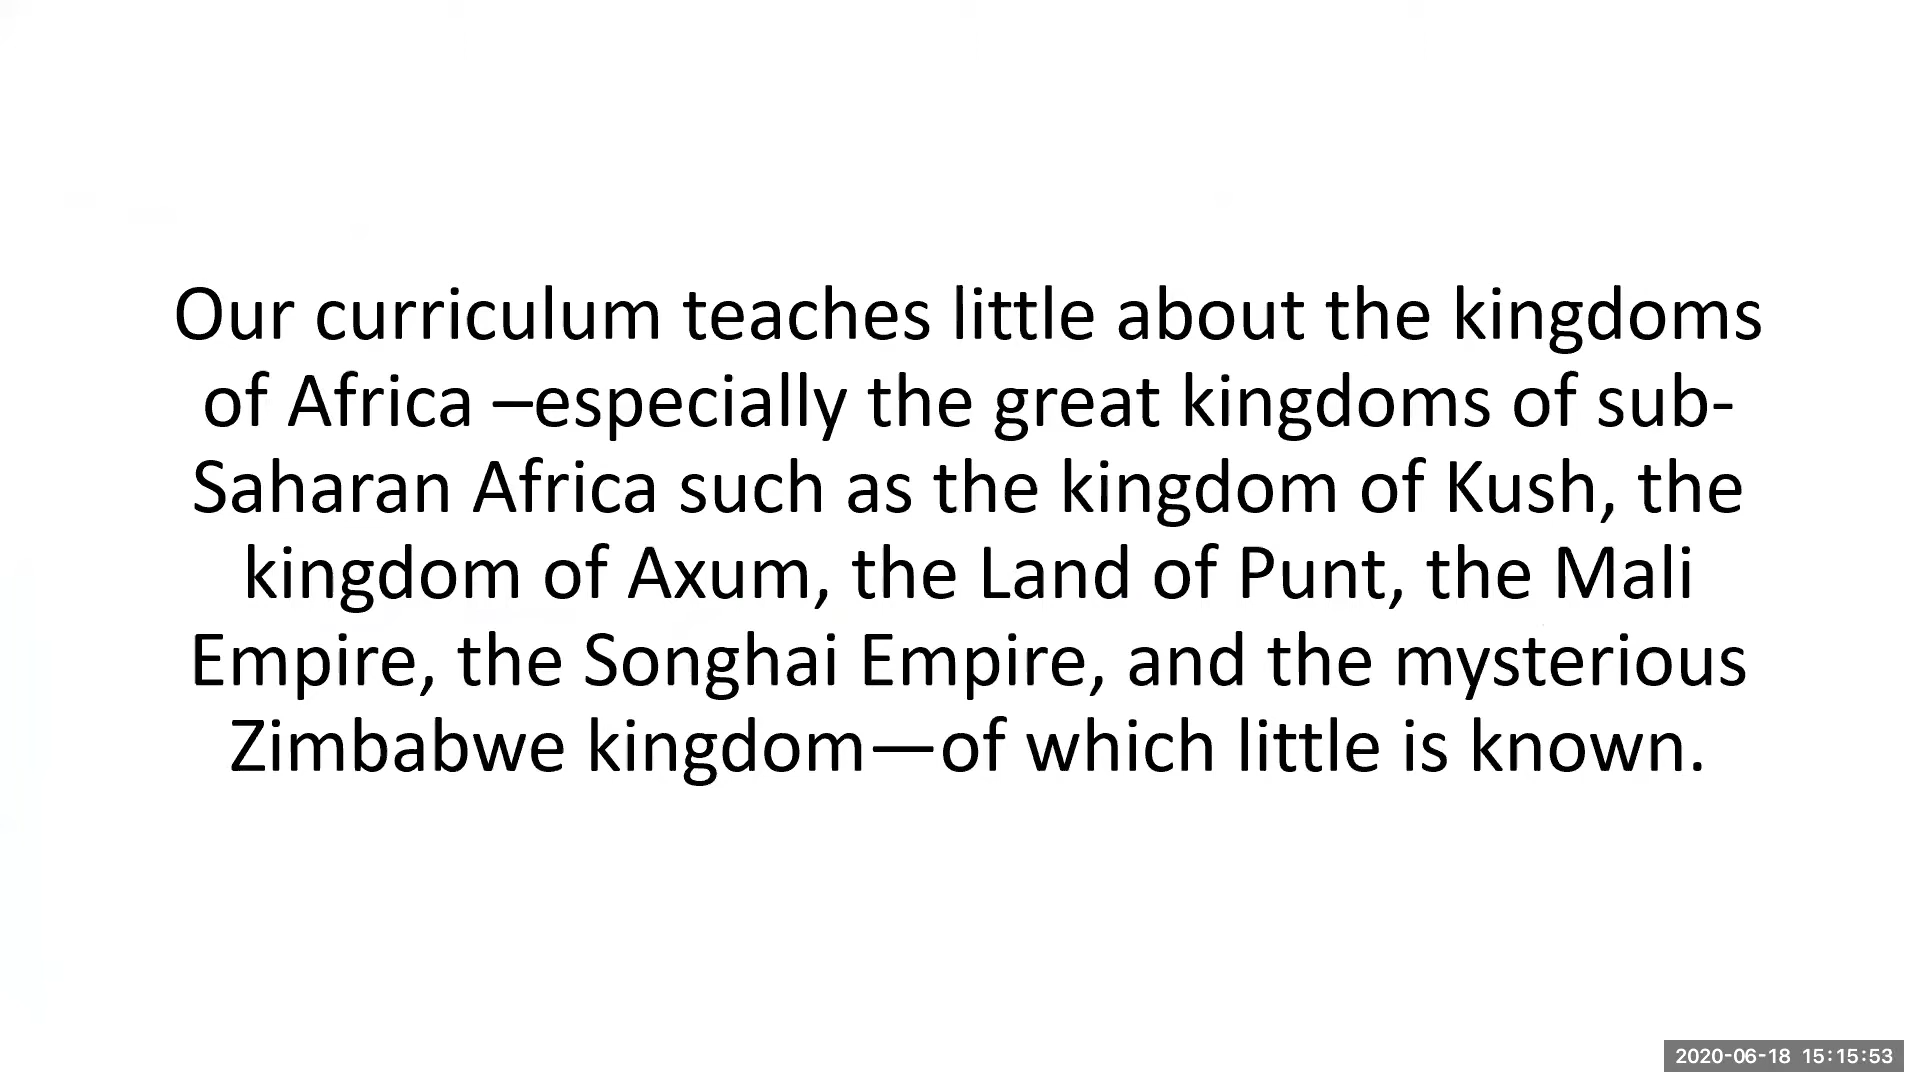 Our curriculum teaches little about the kingdoms
of Africa –especially the great kingdoms of sub-
Saharan Africa such as the kingdom of Kush, the
kingdom of Axum, the Land of Punt, the Mali
Empire, the Songhai Empire, and the mysterious
Zimbabwe kingdom—of which little is known.
2020-06-18 15:15:53